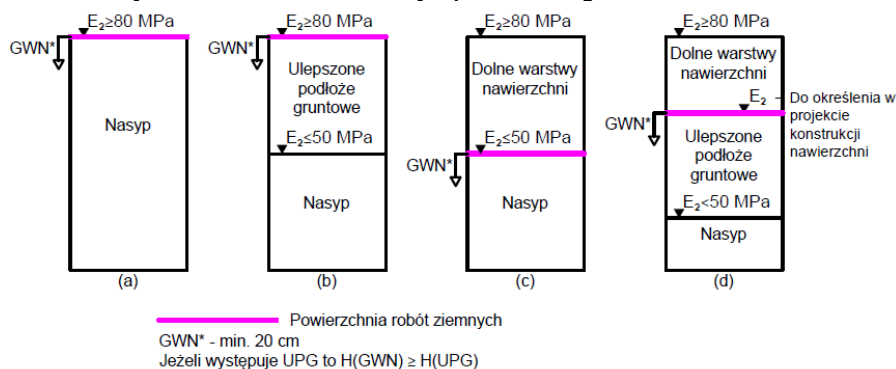 E₂≥80 MPa
GWN*
Nasyp
(a)
E₂≥80 MPa
GWN*
Ulepszone
podłoże
gruntowe
E₂≤50 MPa
Nasyp
(b)
E₂≥80 MPa
Dolne warstwy
nawierzchni
E₂≤50 MPa
GWN*
Nasyp
(c)
E₂≥80 MPa
Dolne warstwy
nawierzchni
E₂ - Do określenia w
projekcie
konstrukcji
nawierzchni
GWN*
Ulepszone
podłoże
gruntowe
E₂<50 MPa
Nasyp
(d)
Powierzchnia robót ziemnych
GWN* - min. 20 cm
Jeżeli występuje UPG to H(GWN) ≥ H(UPG)